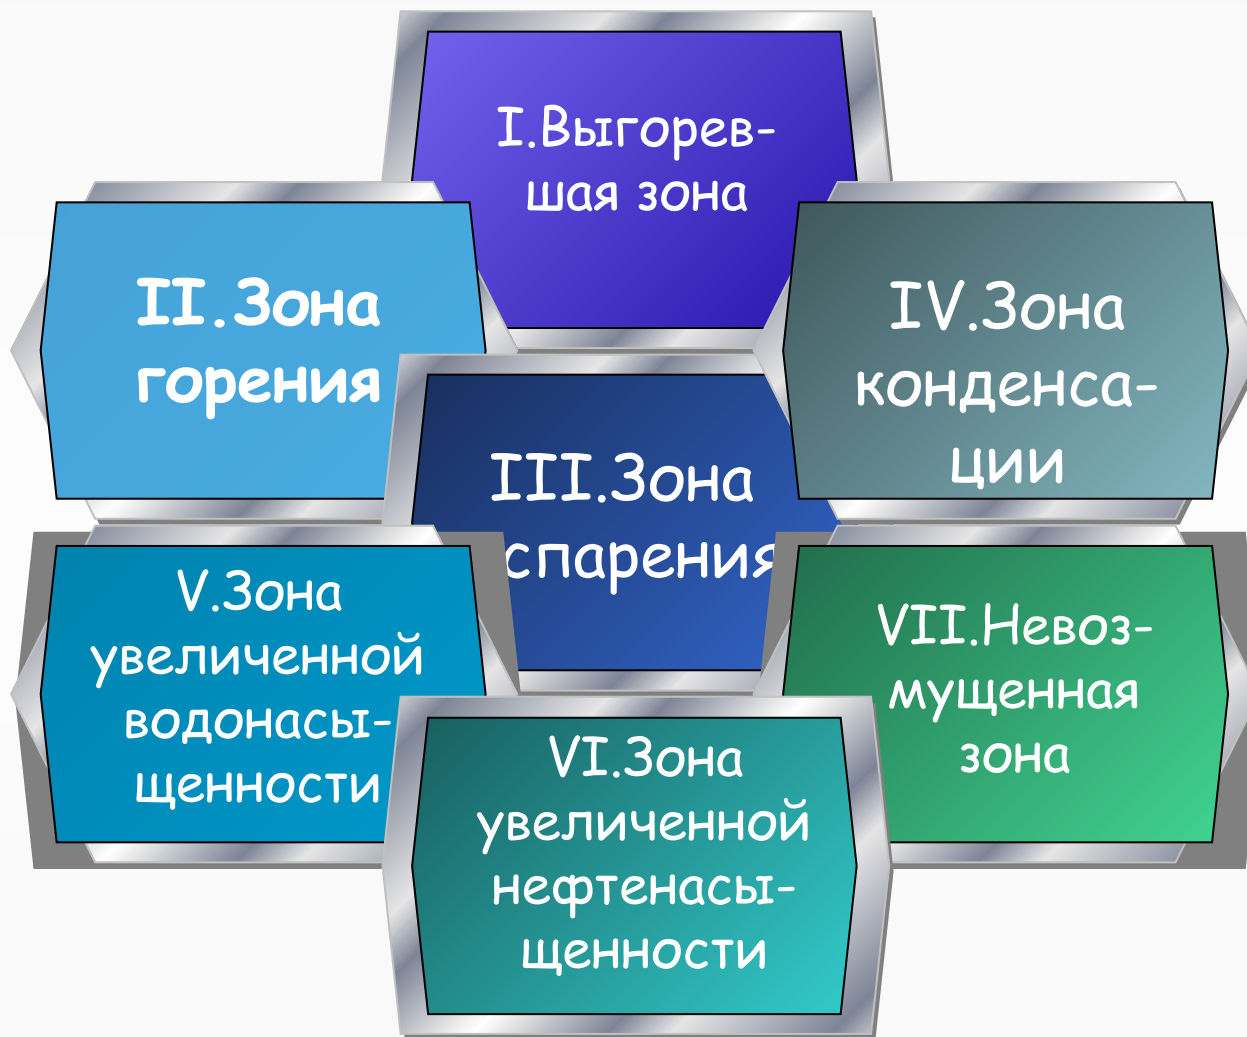 I.Выгорев-
шая зона
II.Зона
горения
III.Зона
спарения
IV.Зона
конденса-
ции
V.Зона
увеличенной
водонасы-
щенности
VI.Зона
увеличенной
нефтенасы-
щенности
VII.Невоз-
мущенная
зона